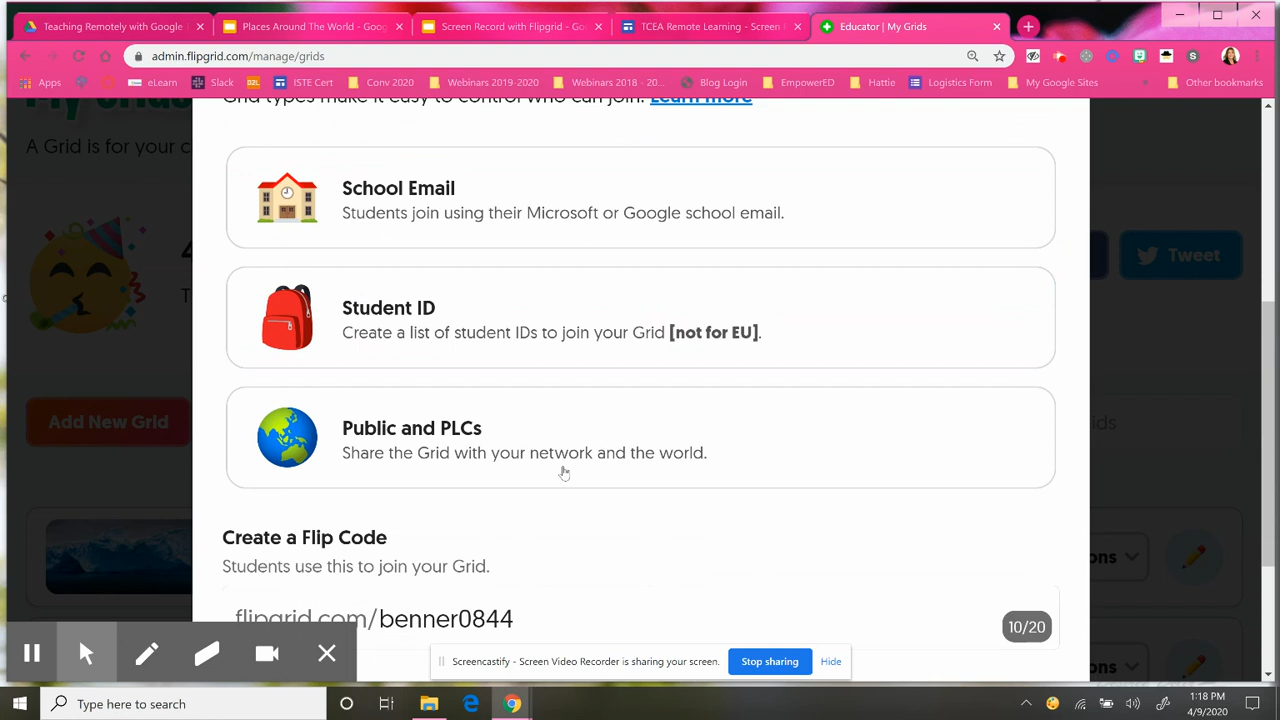 Teaching Remotely with Google
Places Around The World - Goog
Screen Record with Flipgrid - Go
TCEA Remote Learning - Screen
Educator | My Grids
admin.flipgrid.com/manage/grids
Apps
eLearn
Slack
D2L
ISTE Cert
Conv 2020
Webinars 2019-2020
Webinars 2018 - 20...
Blog Login
EmpowerED
Hattie
Logistics Form
My Google Sites
Other bookmarks
Grid types make it easy to control who can join. Learn more
A Grid is for your c
School Email
Students join using their Microsoft or Google school email.
Tweet
Student ID
Create a list of student IDs to join your Grid [not for EU].
Add New Grid
ds
Public and PLCs
Share the Grid with your network and the world.
Create a Flip Code
Students use this to join your Grid.
ons
flipgrid.com/benner0844
10/20
ons
Screencastify - Screen Video Recorder is sharing your screen.
Stop sharing
Hide
Type here to search
1:18 PM
4/9/2020